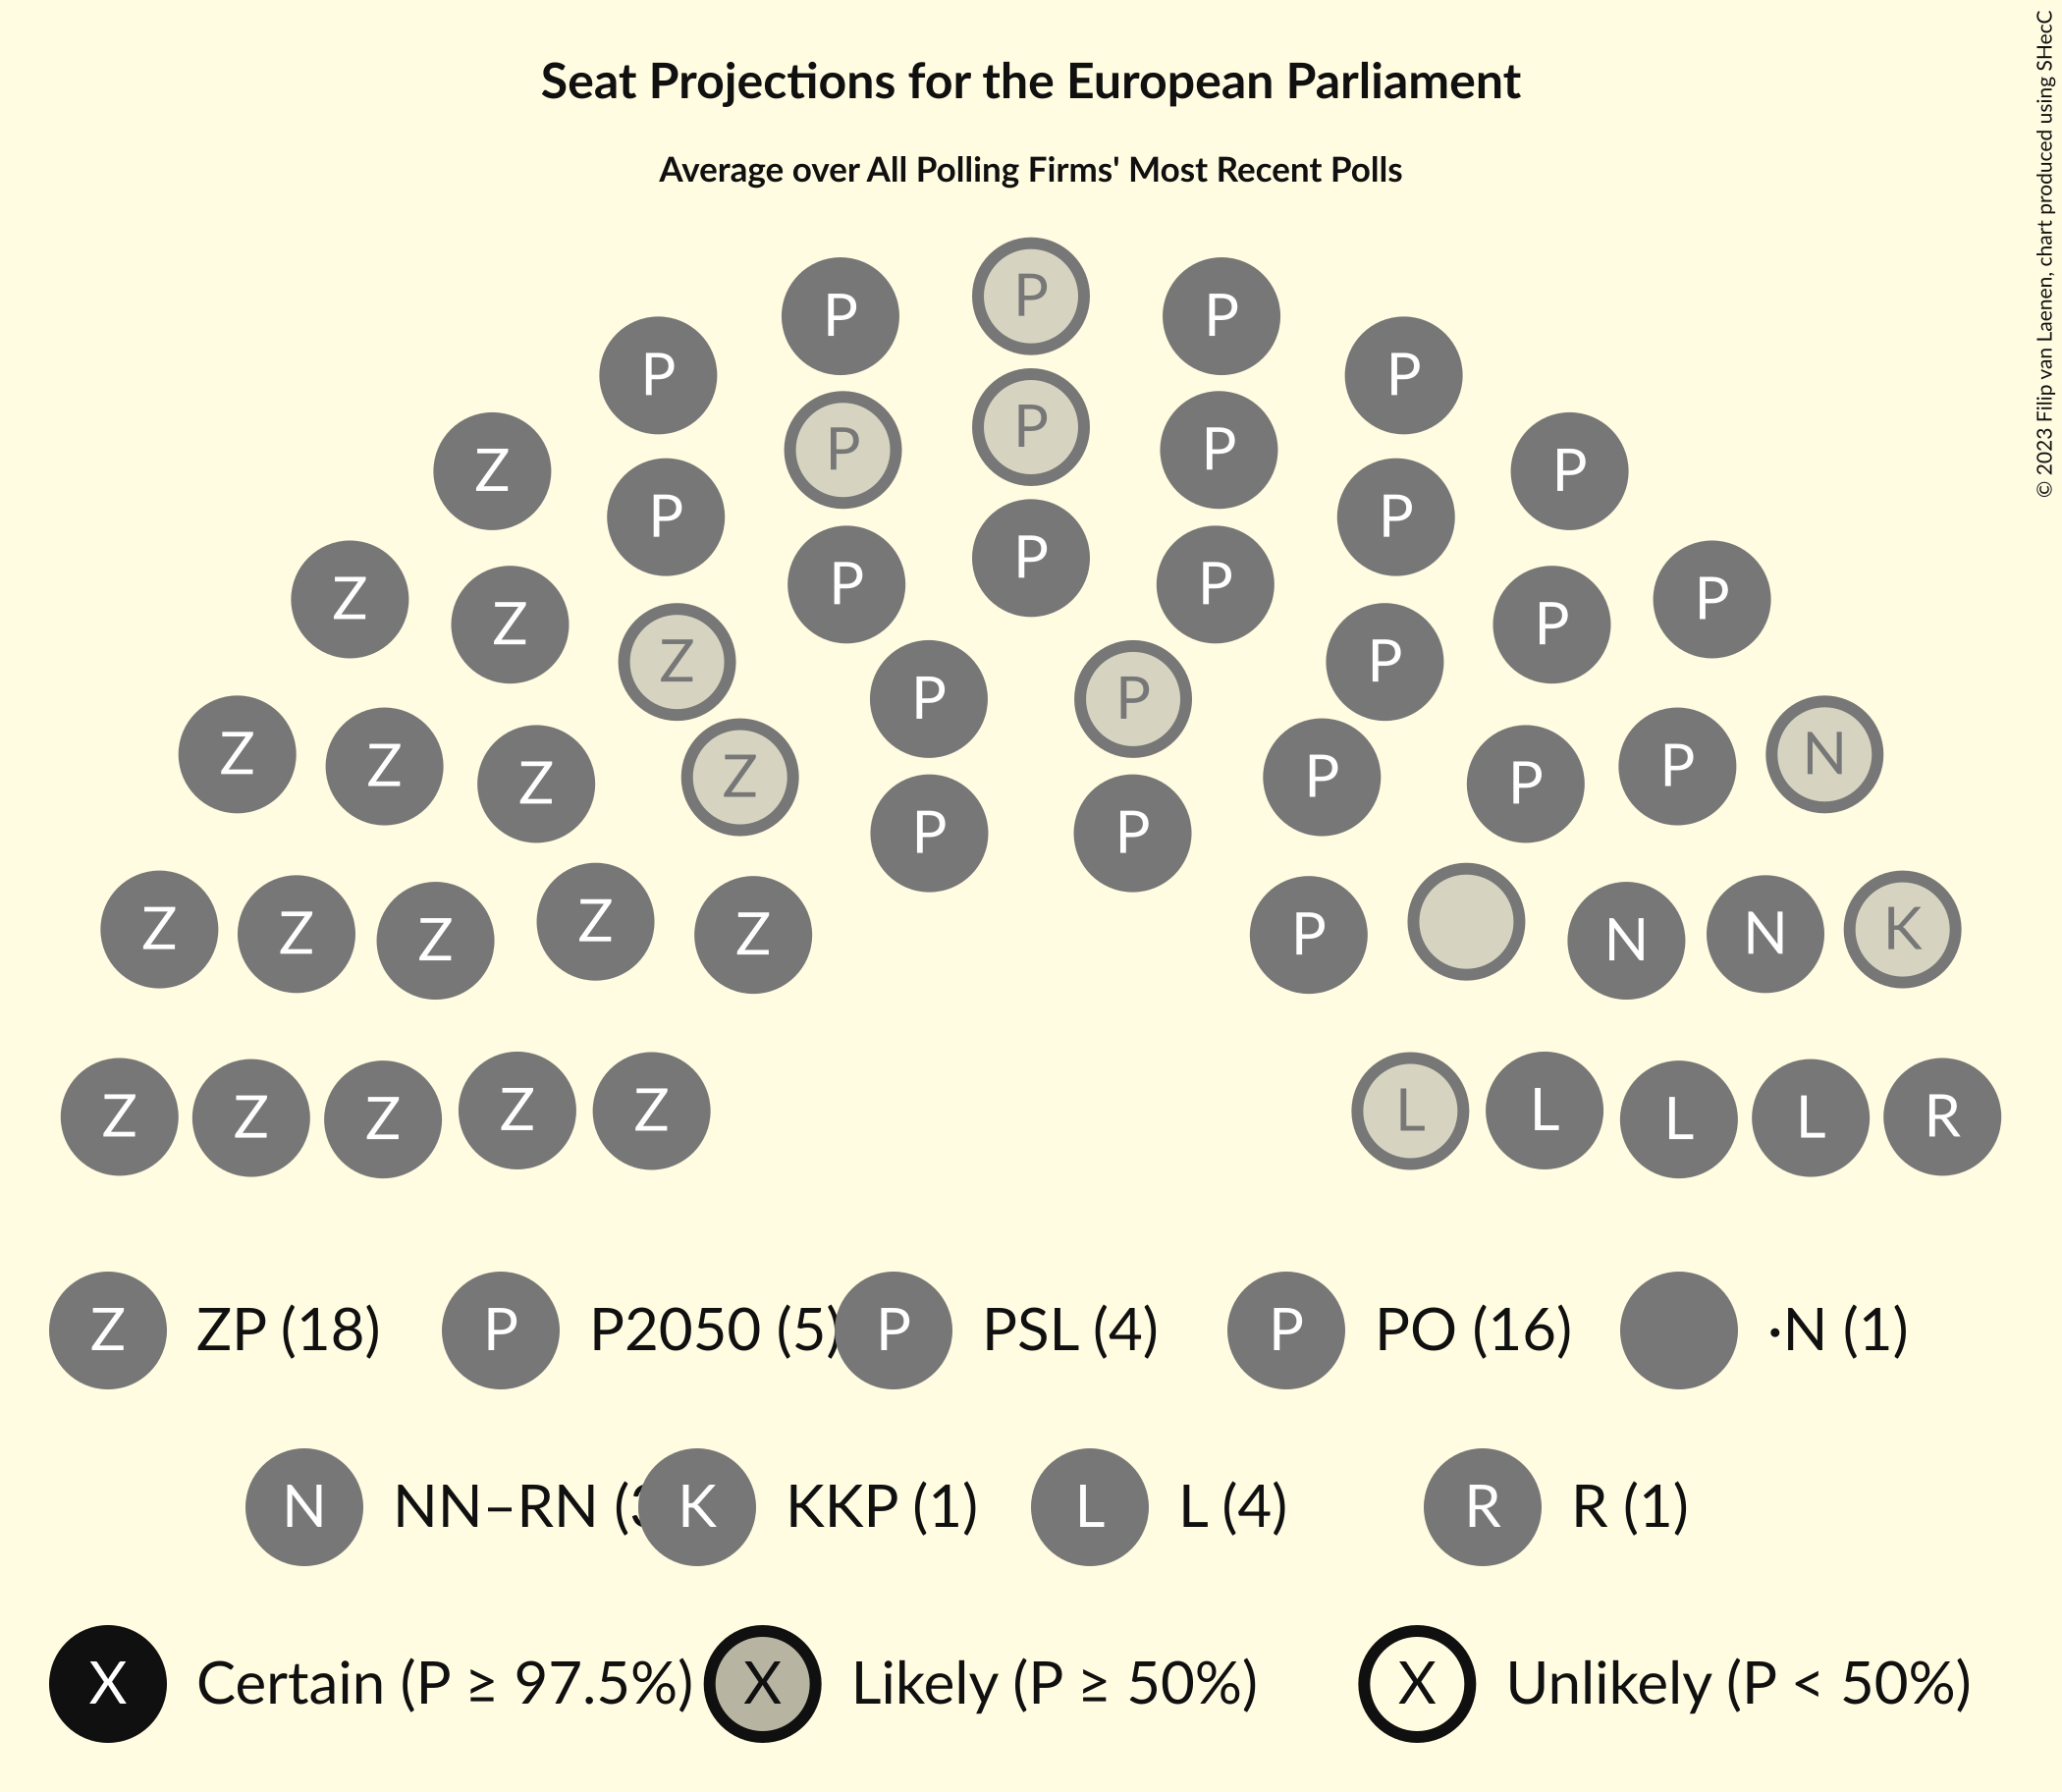 Seat Projections for the European Parliament
Average over All Polling Firms' Most Recent Polls
© 2023 Filip van Laenen, chart produced using SHecC
P
P P
P P
P P
P
P P
Z P
P P
P
P P
Z P
Z Z P P
Z P
P P
Z Z Z Z P P P N
P P
Z Z Z Z Z P N N K
Z Z Z Z Z L L L L R
Z ZP (18) P P2050 (5) P PSL (4) P PO (16) •N (1)
N NN–RN ( K KKP (1) L L (4) R R (1)
X Certain (P ≥ 97.5%) X Likely (P ≥ 50%) X Unlikely (P < 50%)